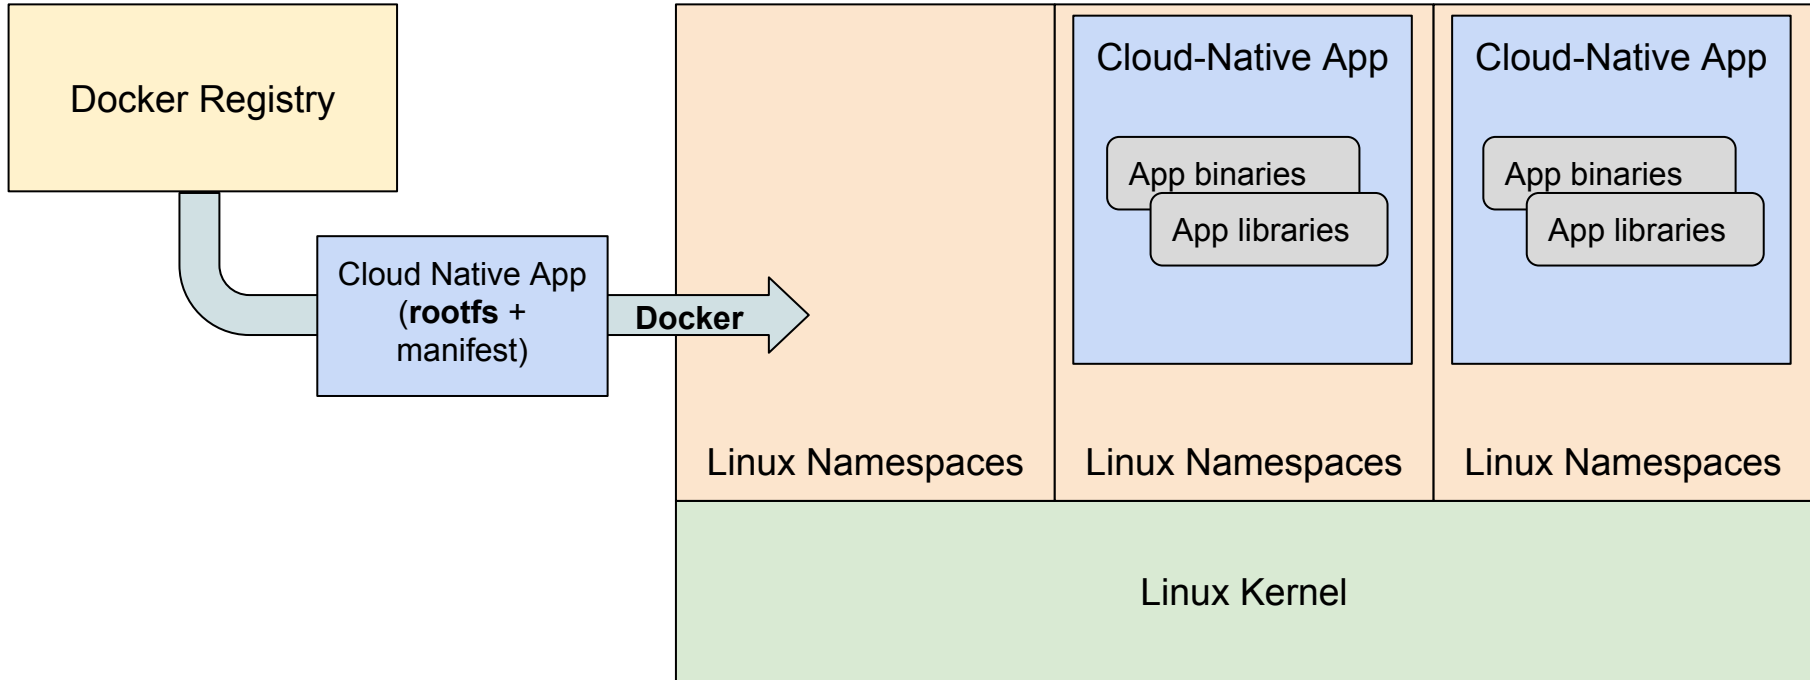 Docker Registry
Cloud Native App
(rootfs +
manifest)
Docker
Linux Namespaces
Cloud-Native App
App binaries
App libraries
Linux Namespaces
Cloud-Native App
App binaries
App libraries
Linux Namespaces
Linux Kernel